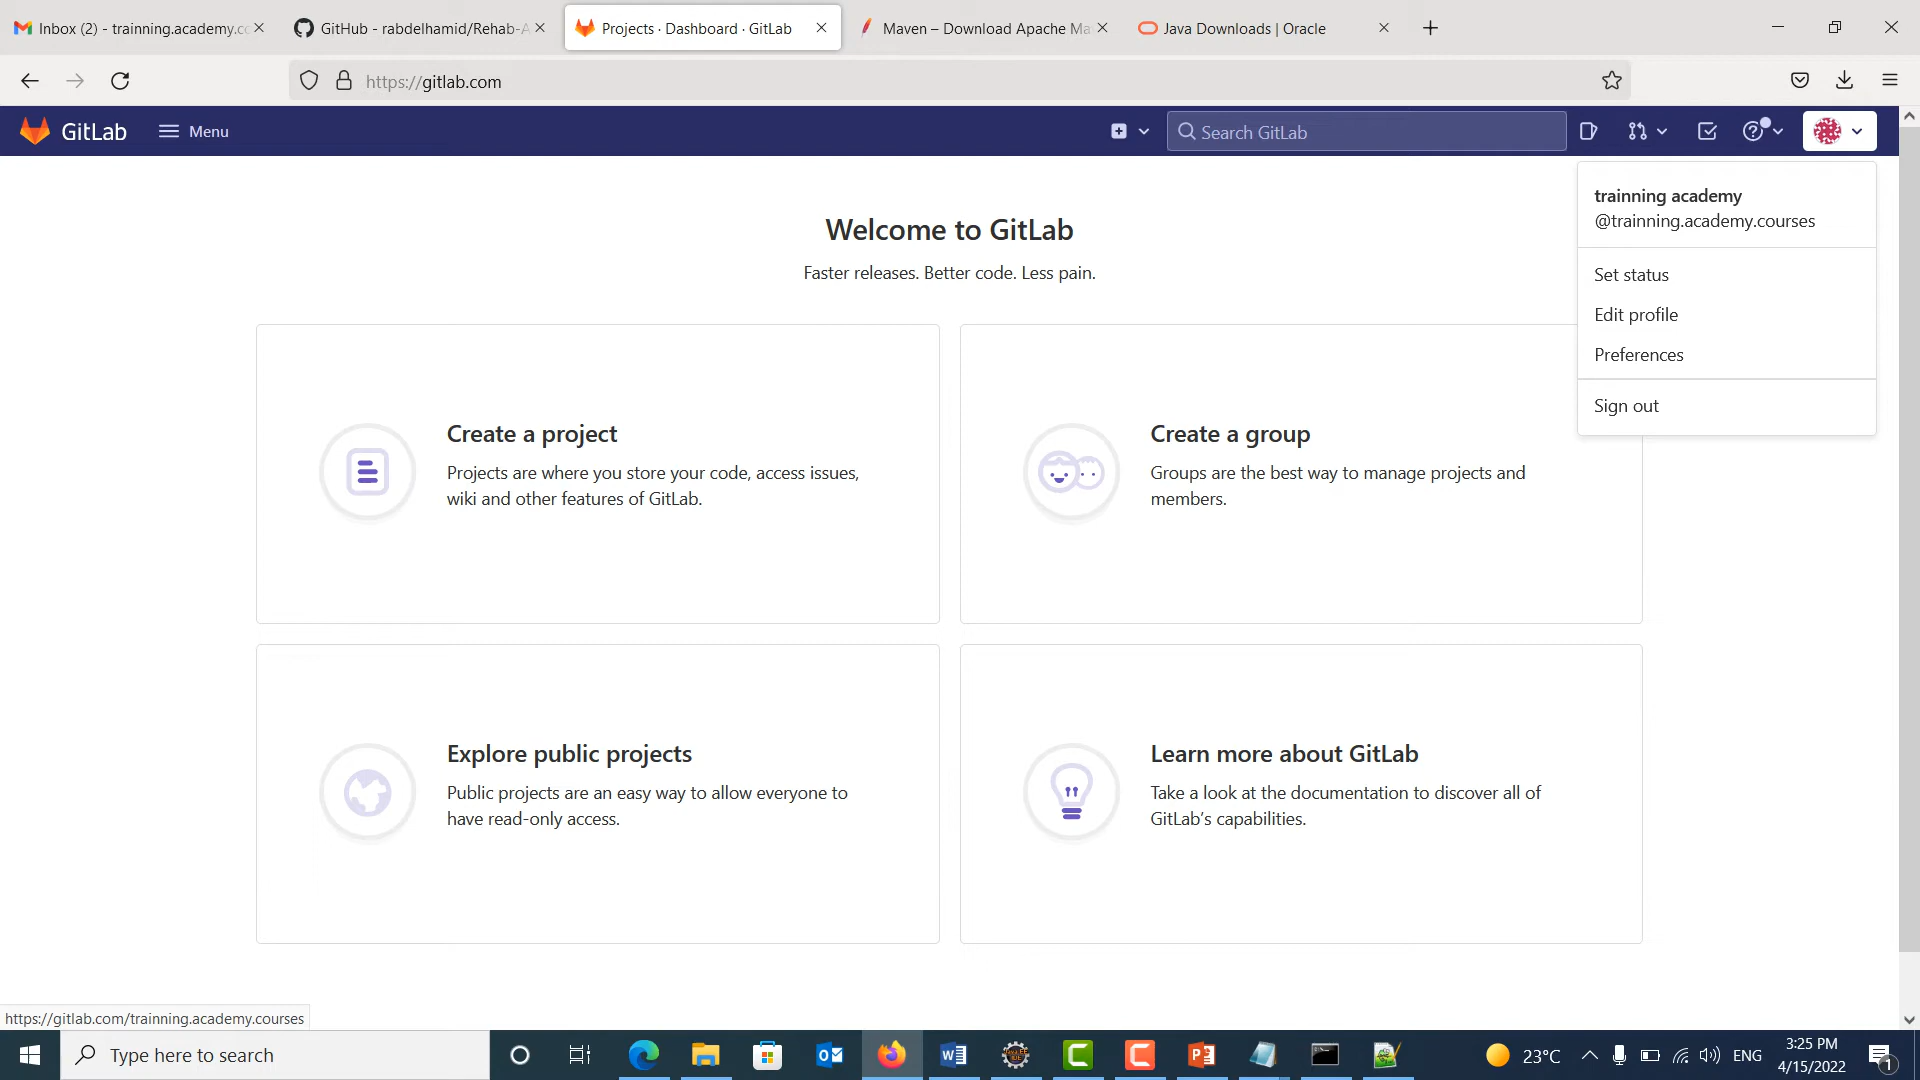 Inbox (2) - trainning.academy.co
GitHub - rabdelhamid/Rehab-A
Projects · Dashboard · GitLab
Maven – Download Apache Ma
Java Downloads | Oracle
https://gitlab.com
GitLab
Menu
Search GitLab
trainning academy
@trainning.academy.courses
Set status
Edit profile
Preferences
Sign out
Welcome to GitLab
Faster releases. Better code. Less pain.
Create a project
Projects are where you store your code, access issues,
wiki and other features of GitLab.
Create a group
Groups are the best way to manage projects and
members.
Explore public projects
Public projects are an easy way to allow everyone to
have read-only access.
Learn more about GitLab
Take a look at the documentation to discover all of
GitLab’s capabilities.
https://gitlab.com/trainning.academy.courses
Type here to search
23°C
ENG
3:25 PM
4/15/2022
1